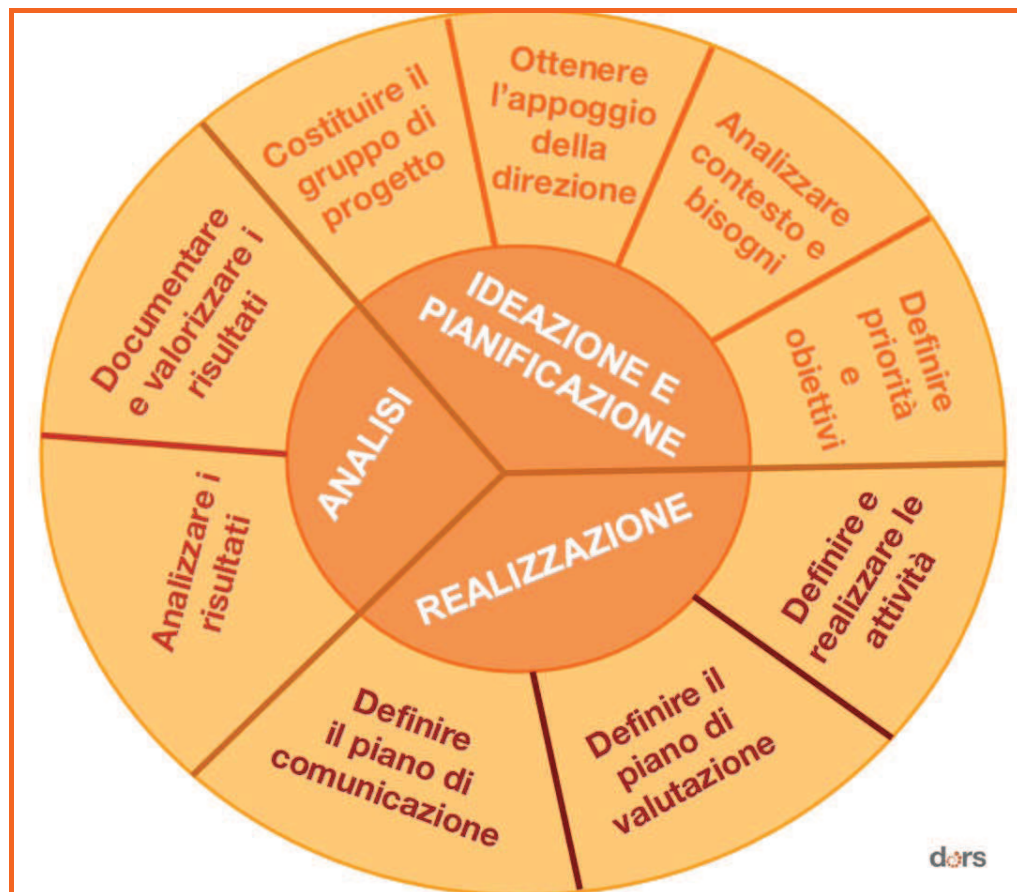 Costituire il
gruppo di
progetto
Ottenere
l'appoggio
della
direzione
Analizzare
contesto e
bisogni
Definire
priorità
e
obiettivi
Definire e
realizzare le
attività
Definire il
piano di
valutazione
Definire
il piano di
comunicazione
Analizzare i
risultati
Documentare
e valorizzare i
risultati
IDEAZIONE E
PIANIFICAZIONE
REALIZZAZIONE
ANALISI
dors